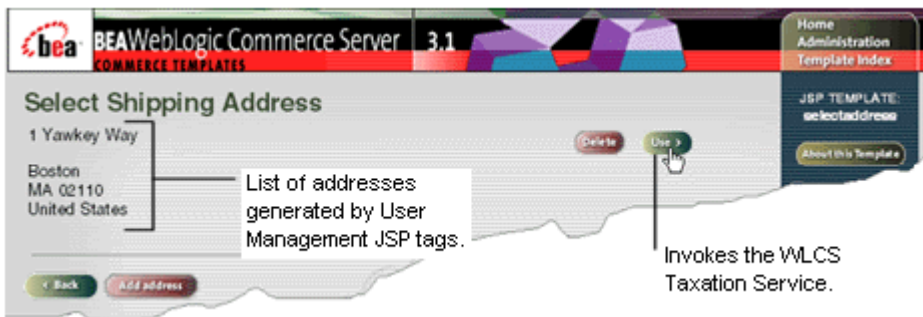 bea BEAWebLogic Commerce Server 3.1
COMMERCE TEMPLATES
Home
Administration
Template Index
Select Shipping Address
JSP TEMPLATE:
selectaddress
1 Yawkey Way
Delete
Use >
About this Template
Boston
MA 02110
United States
List of addresses
generated by User
Management JSP tags.
Invokes the WLCS
Taxation Service.
< Back
Add address